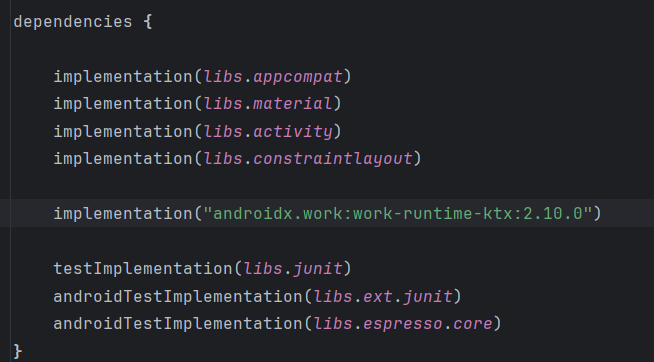 dependencies {
implementation(libs.appcompat)
implementation(libs.material)
implementation(libs.activity)
implementation(libs.constraintlayout)
implementation("androidx.work:work-runtime-ktx:2.10.0")
testImplementation(libs.junit)
androidTestImplementation(libs.ext.junit)
androidTestImplementation(libs.espresso.core)
}